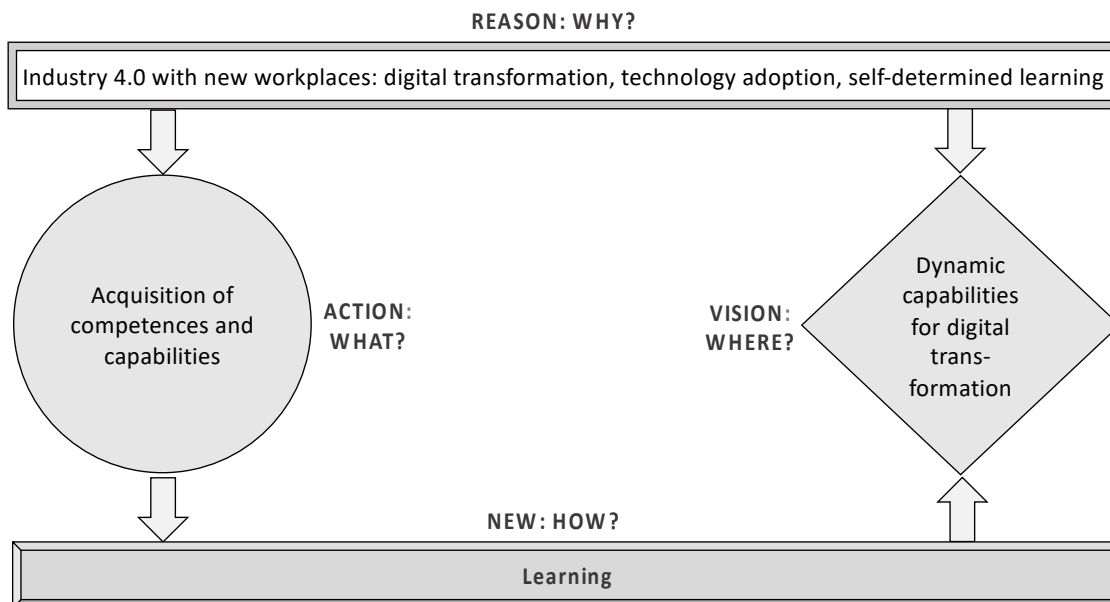 REASON: WHY?
Industry 4.0 with new workplaces: digital transformation, technology adoption, self-determined learning
Acquisition of
competences and
capabilities
ACTION:
WHAT?
VISION:
WHERE?
Dynamic
capabilities
for digital
trans-
formation
NEW: HOW?
Learning